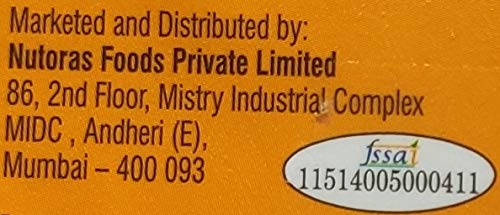 Marketed and Distributed by:
Nutoras Foods Private Limited
86, 2nd Floor, Mistry Industrial Complex
MIDC , Andheri (E),
Mumbai – 400 093
fssai
11514005000411